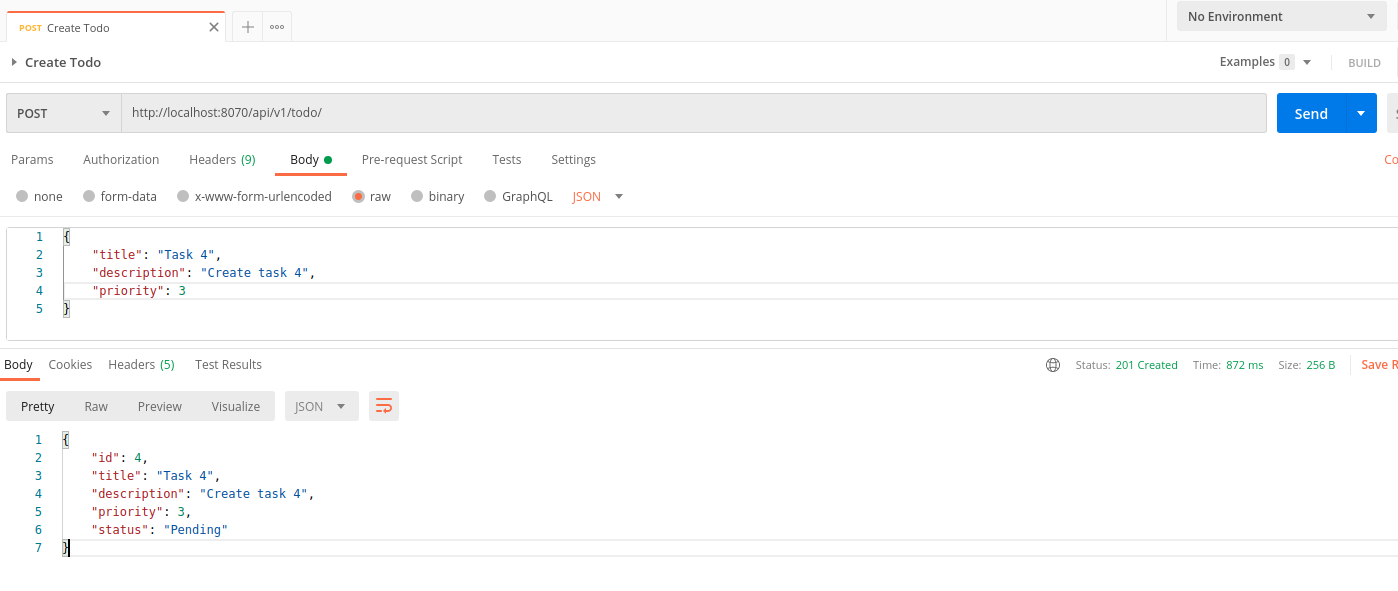 POST Create Todo
No Environment
Create Todo
Examples 0
BUILD
POST
http://localhost:8070/api/v1/todo/
Send
Params Authorization Headers (9) Body Pre-request Script Tests Settings
none form-data x-www-form-urlencoded raw binary GraphQL JSON
1 {
2 "title": "Task 4",
3 "description": "Create task 4",
4 "priority": 3
5 }
Body Cookies Headers (5) Test Results
Status: 201 Created Time: 872 ms Size: 256 B Save R
Pretty Raw Preview Visualize JSON
1 {
2 "id": 4,
3 "title": "Task 4",
4 "description": "Create task 4",
5 "priority": 3,
6 "status": "Pending"
7 }